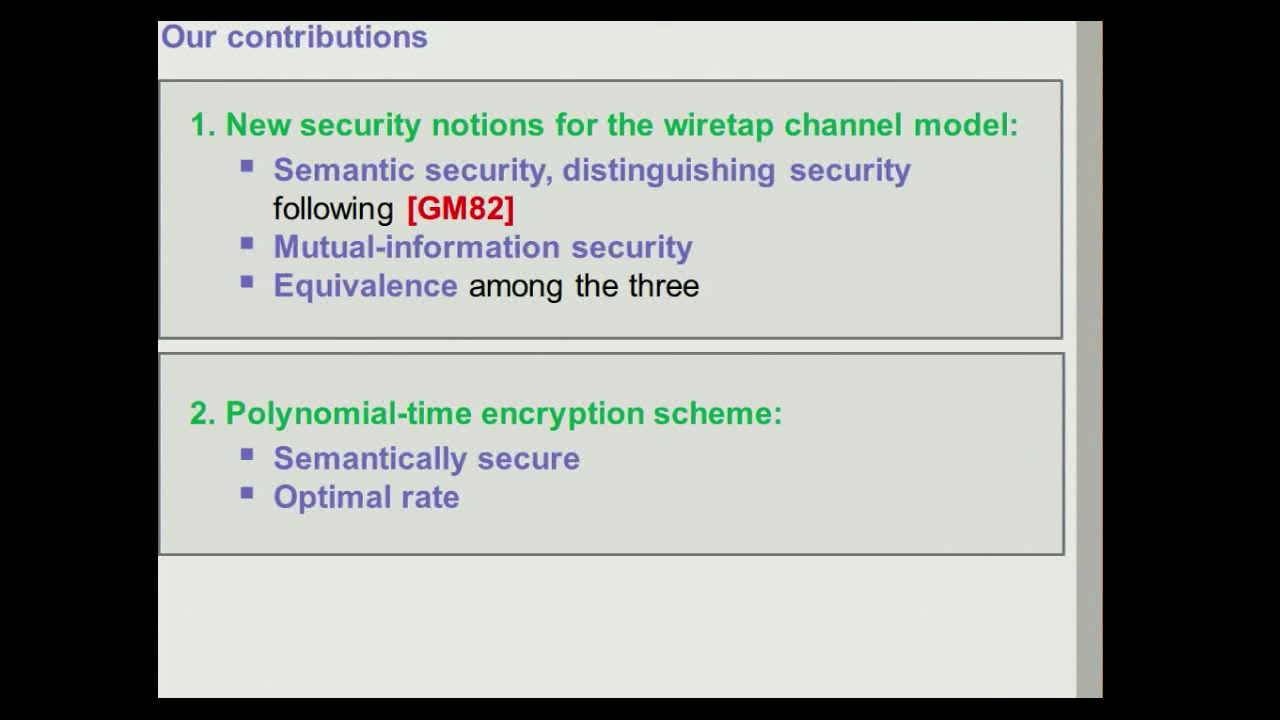 Our contributions
1. New security notions for the wiretap channel model:
▪ Semantic security, distinguishing security
following [GM82]
▪ Mutual-information security
▪ Equivalence among the three
2. Polynomial-time encryption scheme:
▪ Semantically secure
▪ Optimal rate